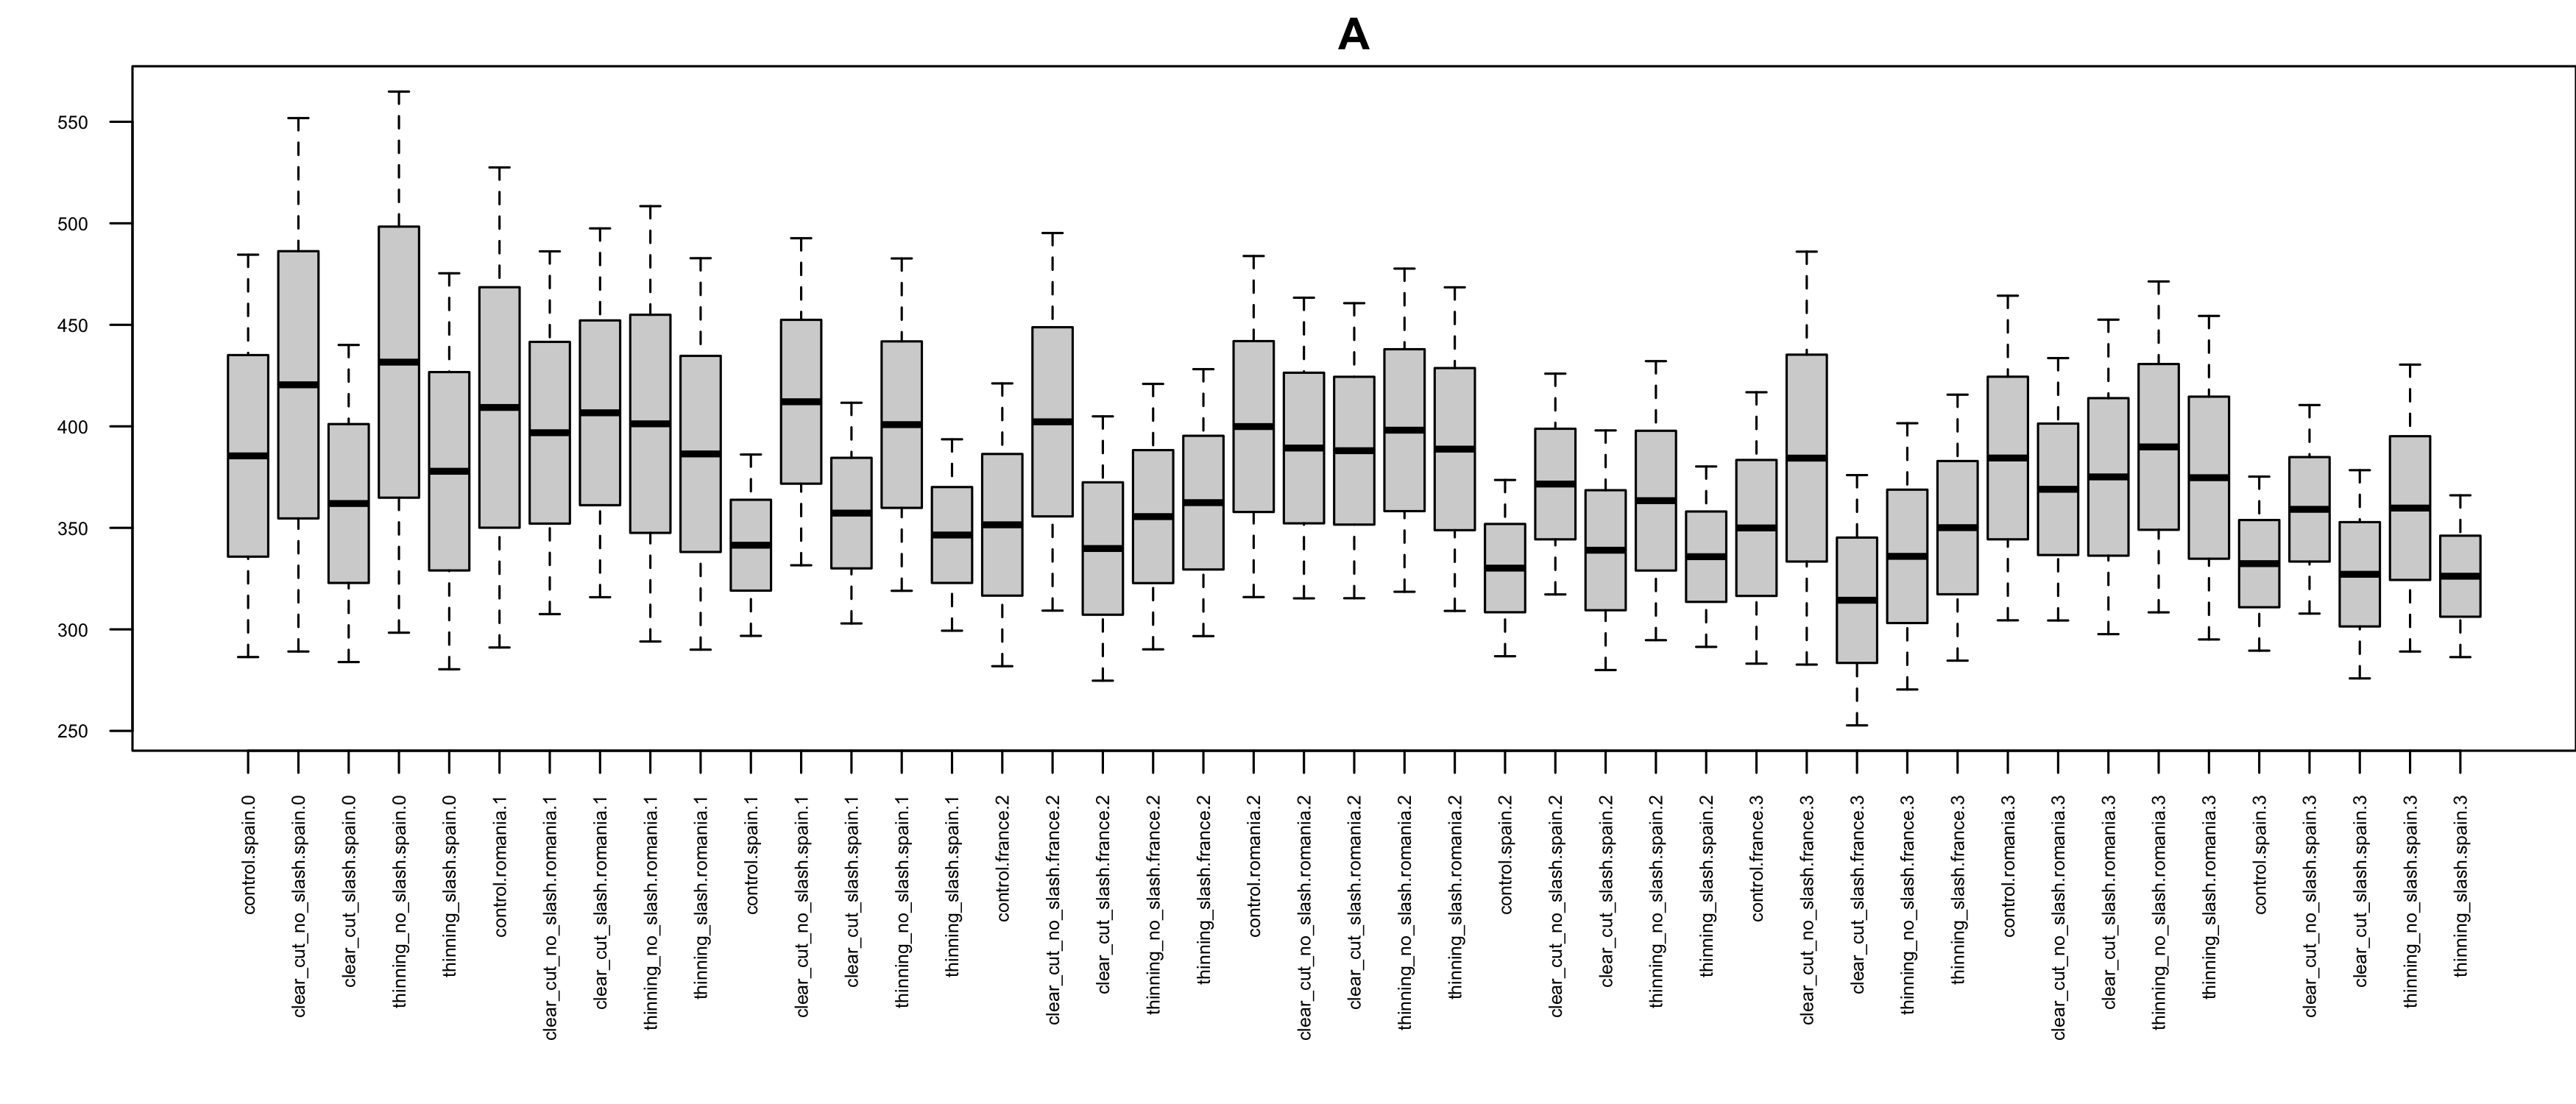 A
550
500
450
400
350
300
250
control.spain.0
clear_cut_no_slash.spain.0
clear_cut_slash.spain.0
thinning_no_slash.spain.0
thinning_slash.spain.0
control.romania.1
clear_cut_no_slash.romania.1
clear_cut_slash.romania.1
thinning_no_slash.romania.1
thinning_slash.romania.1
control.spain.1
clear_cut_no_slash.spain.1
clear_cut_slash.spain.1
thinning_no_slash.spain.1
thinning_slash.spain.1
control.france.2
clear_cut_no_slash.france.2
clear_cut_slash.france.2
thinning_no_slash.france.2
thinning_slash.france.2
control.romania.2
clear_cut_no_slash.romania.2
clear_cut_slash.romania.2
thinning_no_slash.romania.2
thinning_slash.romania.2
control.spain.2
clear_cut_no_slash.spain.2
clear_cut_slash.spain.2
thinning_no_slash.spain.2
thinning_slash.spain.2
control.france.3
clear_cut_no_slash.france.3
clear_cut_slash.france.3
thinning_no_slash.france.3
thinning_slash.france.3
control.romania.3
clear_cut_no_slash.romania.3
clear_cut_slash.romania.3
thinning_no_slash.romania.3
thinning_slash.romania.3
control.spain.3
clear_cut_no_slash.spain.3
clear_cut_slash.spain.3
thinning_no_slash.spain.3
thinning_slash.spain.3